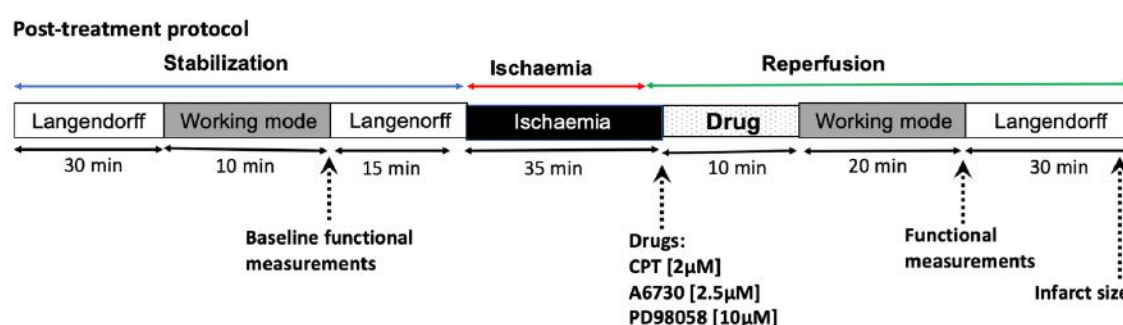 Post-treatment protocol
Stabilization
Ischaemia
Reperfusion
Langendorff
Working mode
Langenorff
Ischaemia
Drug
Working mode
Langendorff
30 min
10 min
15 min
35 min
10 min
20 min
30 min
Baseline functional
measurements
Drugs:
CPT [2µM]
A6730 [2.5µM]
PD98058 [10µM]
Functional
measurements
Infarct size